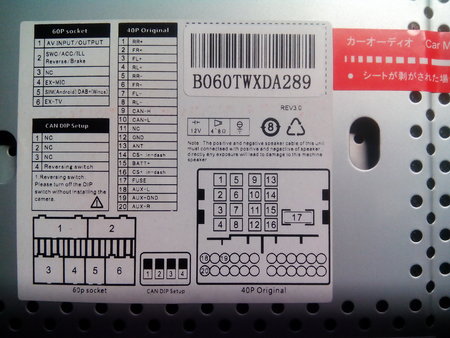 60P socket
1 AV INPUT/OUTPUT
2 SWC/ACC/ILL
Reverse/Brake
3 NC
4 EX-MIC
5 SIM(Android) DAB+(Wince)
6 EX-TV
CAN DIP Setup
1 NC
2 NC
3 NC
4 Reversing switch
1.Reversing switch:
Please turn off the DIP
switch without installing the
camera.
1 2
3 4 5 6
60p socket
40P Original
1 RR+
2 FR+
3 FL+
4 RL+
5 RR-
6 FR-
7 FL-
8 RL-
9 CAN-H
10 CAN-L
11 NC
12 GND
13 ANT
14 CS+ in-dash
15 BATT+
16 CS- in-dash
17 FUSE
18 AUX-L
19 AUX-GND
20 AUX-R
1 2 3 4
CAN DIP Setup
B060TWXDA289
REV3.0
12V 4-8Ω 8
Note: The positive and negative speaker cable of this unit
must connected with positive and negative of speaker
directly any exposure will lead to damage to this machine
speaker.
1 5 9 13
2 6 10 14
3 7 11 15
4 8 12 16
17
18 19
20
40P Original
カーオーディオ Car M
● シートが剥がされた場